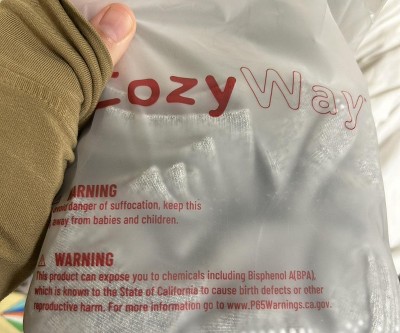 CozyWay
WARNING
Avoid danger of suffocation, keep this
away from babies and children.
⚠ WARNING
This product can expose you to chemicals including Bisphenol A(BPA),
which is known to the State of California to cause birth defects or other
reproductive harm. For more information go to www.P65Warnings.ca.gov.